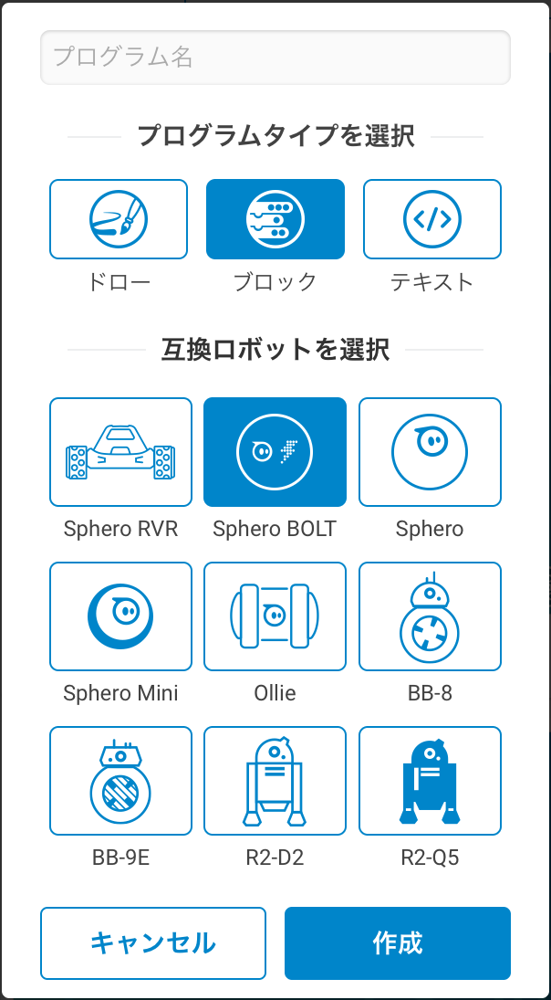 プログラム名
プログラムタイプを選択
ドロー ブロック テキスト
互換ロボットを選択
Sphero RVR Sphero BOLT Sphero
Sphero Mini Ollie BB-8
BB-9E R2-D2 R2-Q5
キャンセル 作成